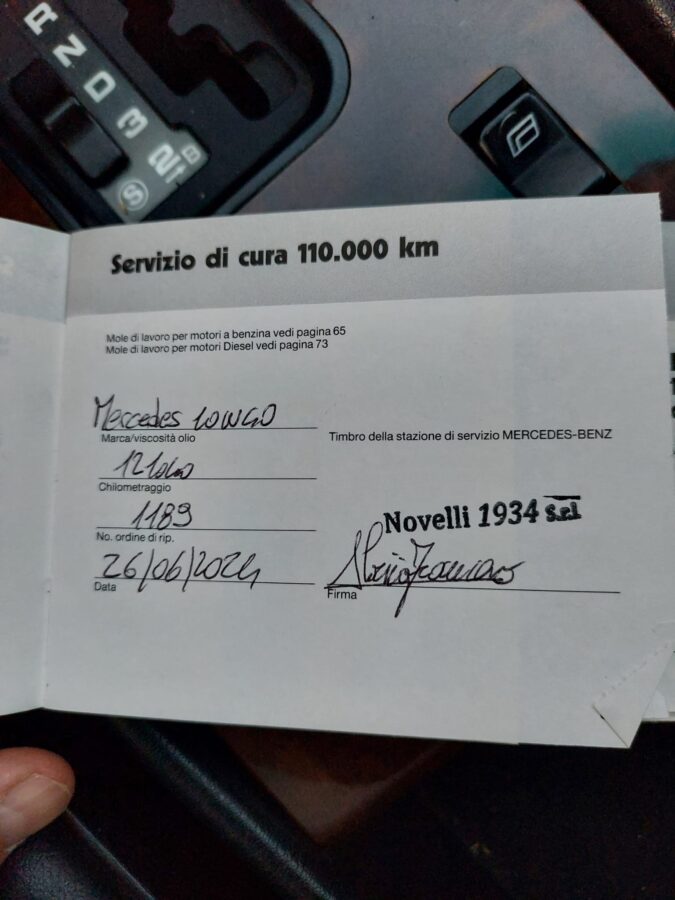 R
N
D
3
2
B
S
Servizio di cura 110.000 km
Mole di lavoro per motori a benzina vedi pagina 65
Mole di lavoro per motori Diesel vedi pagina 73
Mercedes 10W40
Marca/viscosità olio
Timbro della stazione di servizio MERCEDES-BENZ
Chilometraggio
1189
No. ordine di rip.
Novelli 1934 s.r.l
26/06/2024
Data
Firma